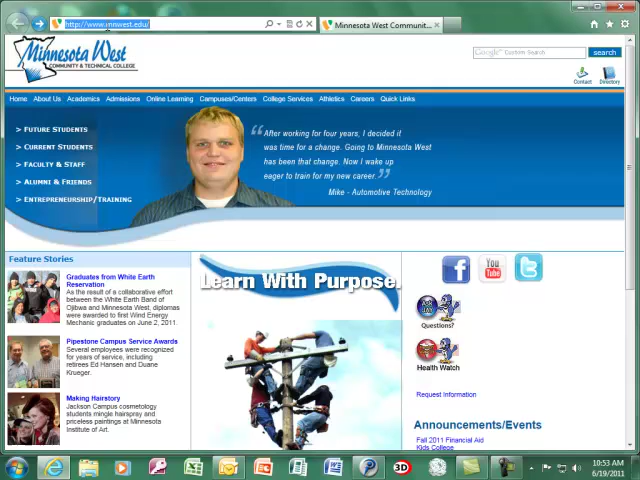 http://www.mnwest.edu/
Minnesota West Communit...
Minnesota West
COMMUNITY & TECHNICAL COLLEGE
Google™ Custom Search
search
Contact
Directory
Home About Us Academics Admissions Online Learning Campuses/Centers College Services Athletics Careers Quick Links
> FUTURE STUDENTS
> CURRENT STUDENTS
> FACULTY & STAFF
> ALUMNI & FRIENDS
> ENTREPRENEURSHIP/TRAINING
“After working for four years, I decided it
was time for a change. Going to Minnesota West
has been that change. Now I wake up
eager to train for my new career.”
Mike - Automotive Technology
Feature Stories
Graduates from White Earth
Reservation
As the result of a collaborative effort
between the White Earth Band of
Ojibwa and Minnesota West, diplomas
were awarded to first Wind Energy
Mechanic graduates on June 2, 2011.
Pipestone Campus Service Awards
Several employees were recognized
for years of service, including
retirees Ed Hansen and Duane
Krueger.
Making Hairstory
Jackson Campus cosmetology
students mingle hairspray and
priceless paintings at Minnesota
Institute of Art.
Learn With Purpose.
You
Tube
Questions?
Health Watch
Request Information
Announcements/Events
Fall 2011 Financial Aid
Kids College
3D
10:53 AM
6/19/2011